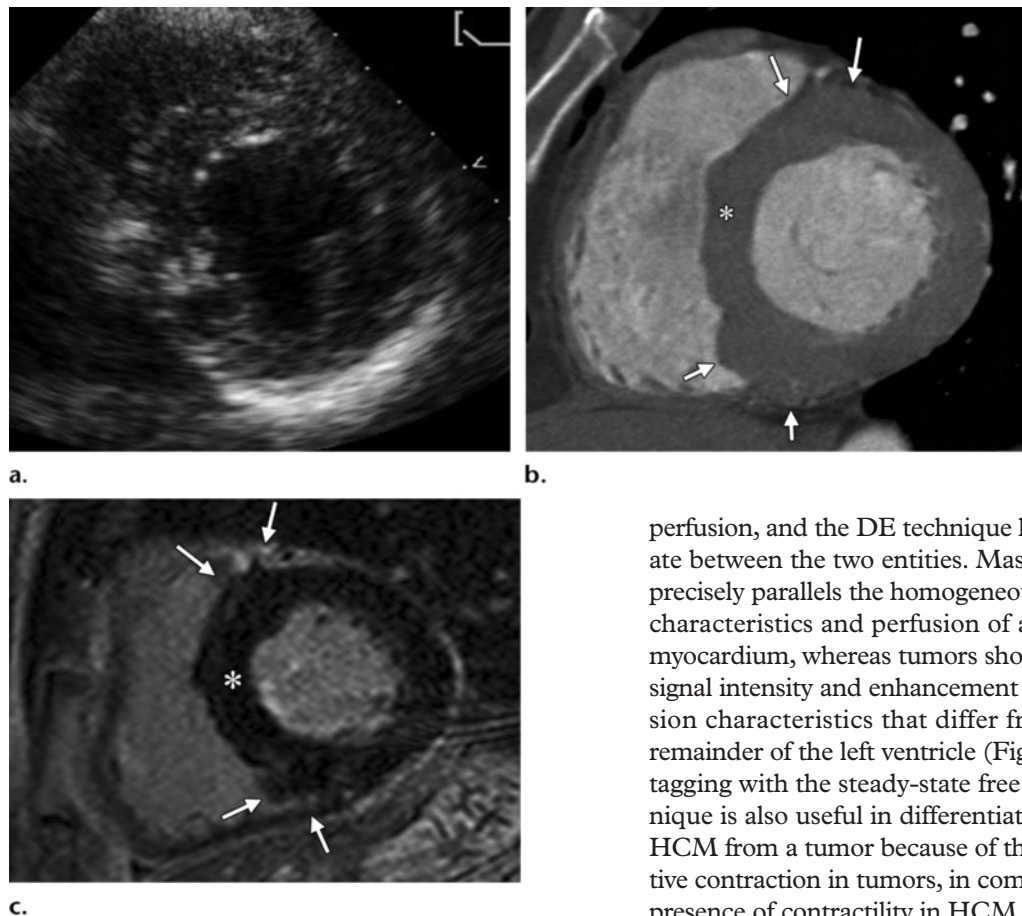 a.
b.
c.
perfusion, and the DE technique
ate between the two entities. Mas
precisely parallels the homogeneou
characteristics and perfusion of a
myocardium, whereas tumors sho
signal intensity and enhancement
sion characteristics that differ fr
remainder of the left ventricle (Fig
tagging with the steady-state free
nique is also useful in differentiat
HCM from a tumor because of th
tive contraction in tumors, in com
presence of contractility in HCM